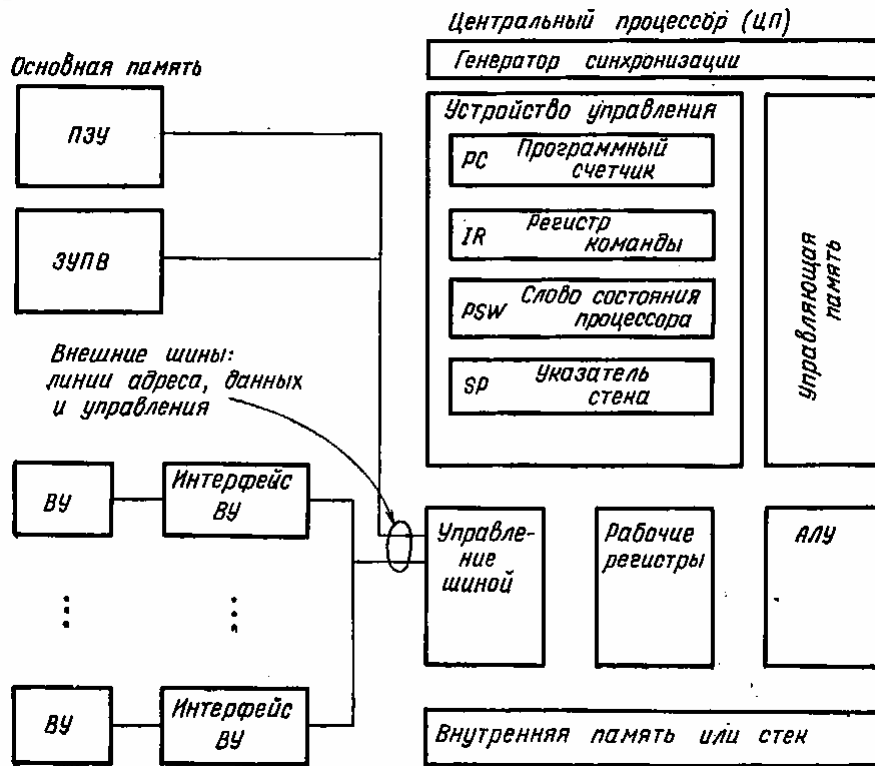 Центральный процессор (ЦП)
Генератор синхронизации
Основная память
ПЗУ
ЗУПВ
Устройство управления
PC Программный
счетчик
IR Регистр
команды
PSW Слово состояния
процессора
SP Указатель
стека
Управляющая
память
Внешние шины:
линии адреса, данных
и управления
ВУ
Интерфейс
ВУ
Управле-
ние
шиной
Рабочие
регистры
АЛУ
ВУ
Интерфейс
ВУ
Внутренняя память или стек